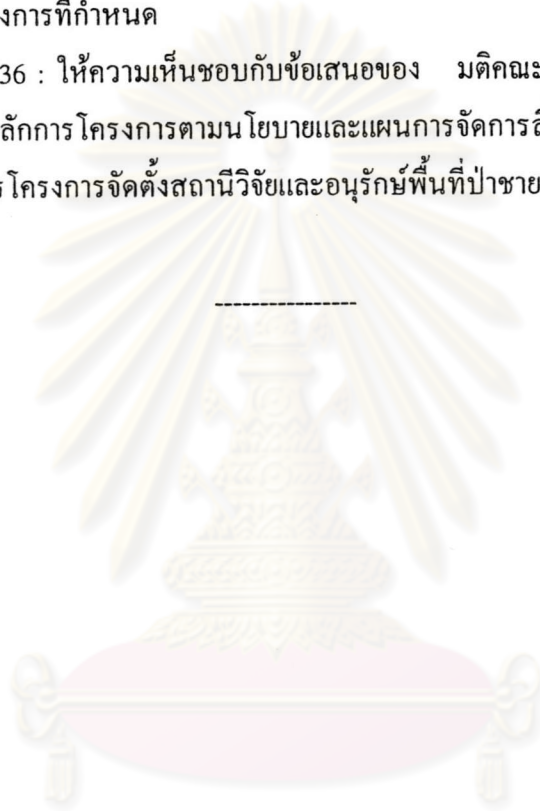 งการที่กำหนด
36 : ให้ความเห็นชอบกับข้อเสนอของ มติคณะ
ลักการโครงการตามนโยบายและแผนการจัดการสิ
ร โครงการจัดตั้งสถานีวิจัยและอนุรักษ์พื้นที่ป่าชาย
----------------